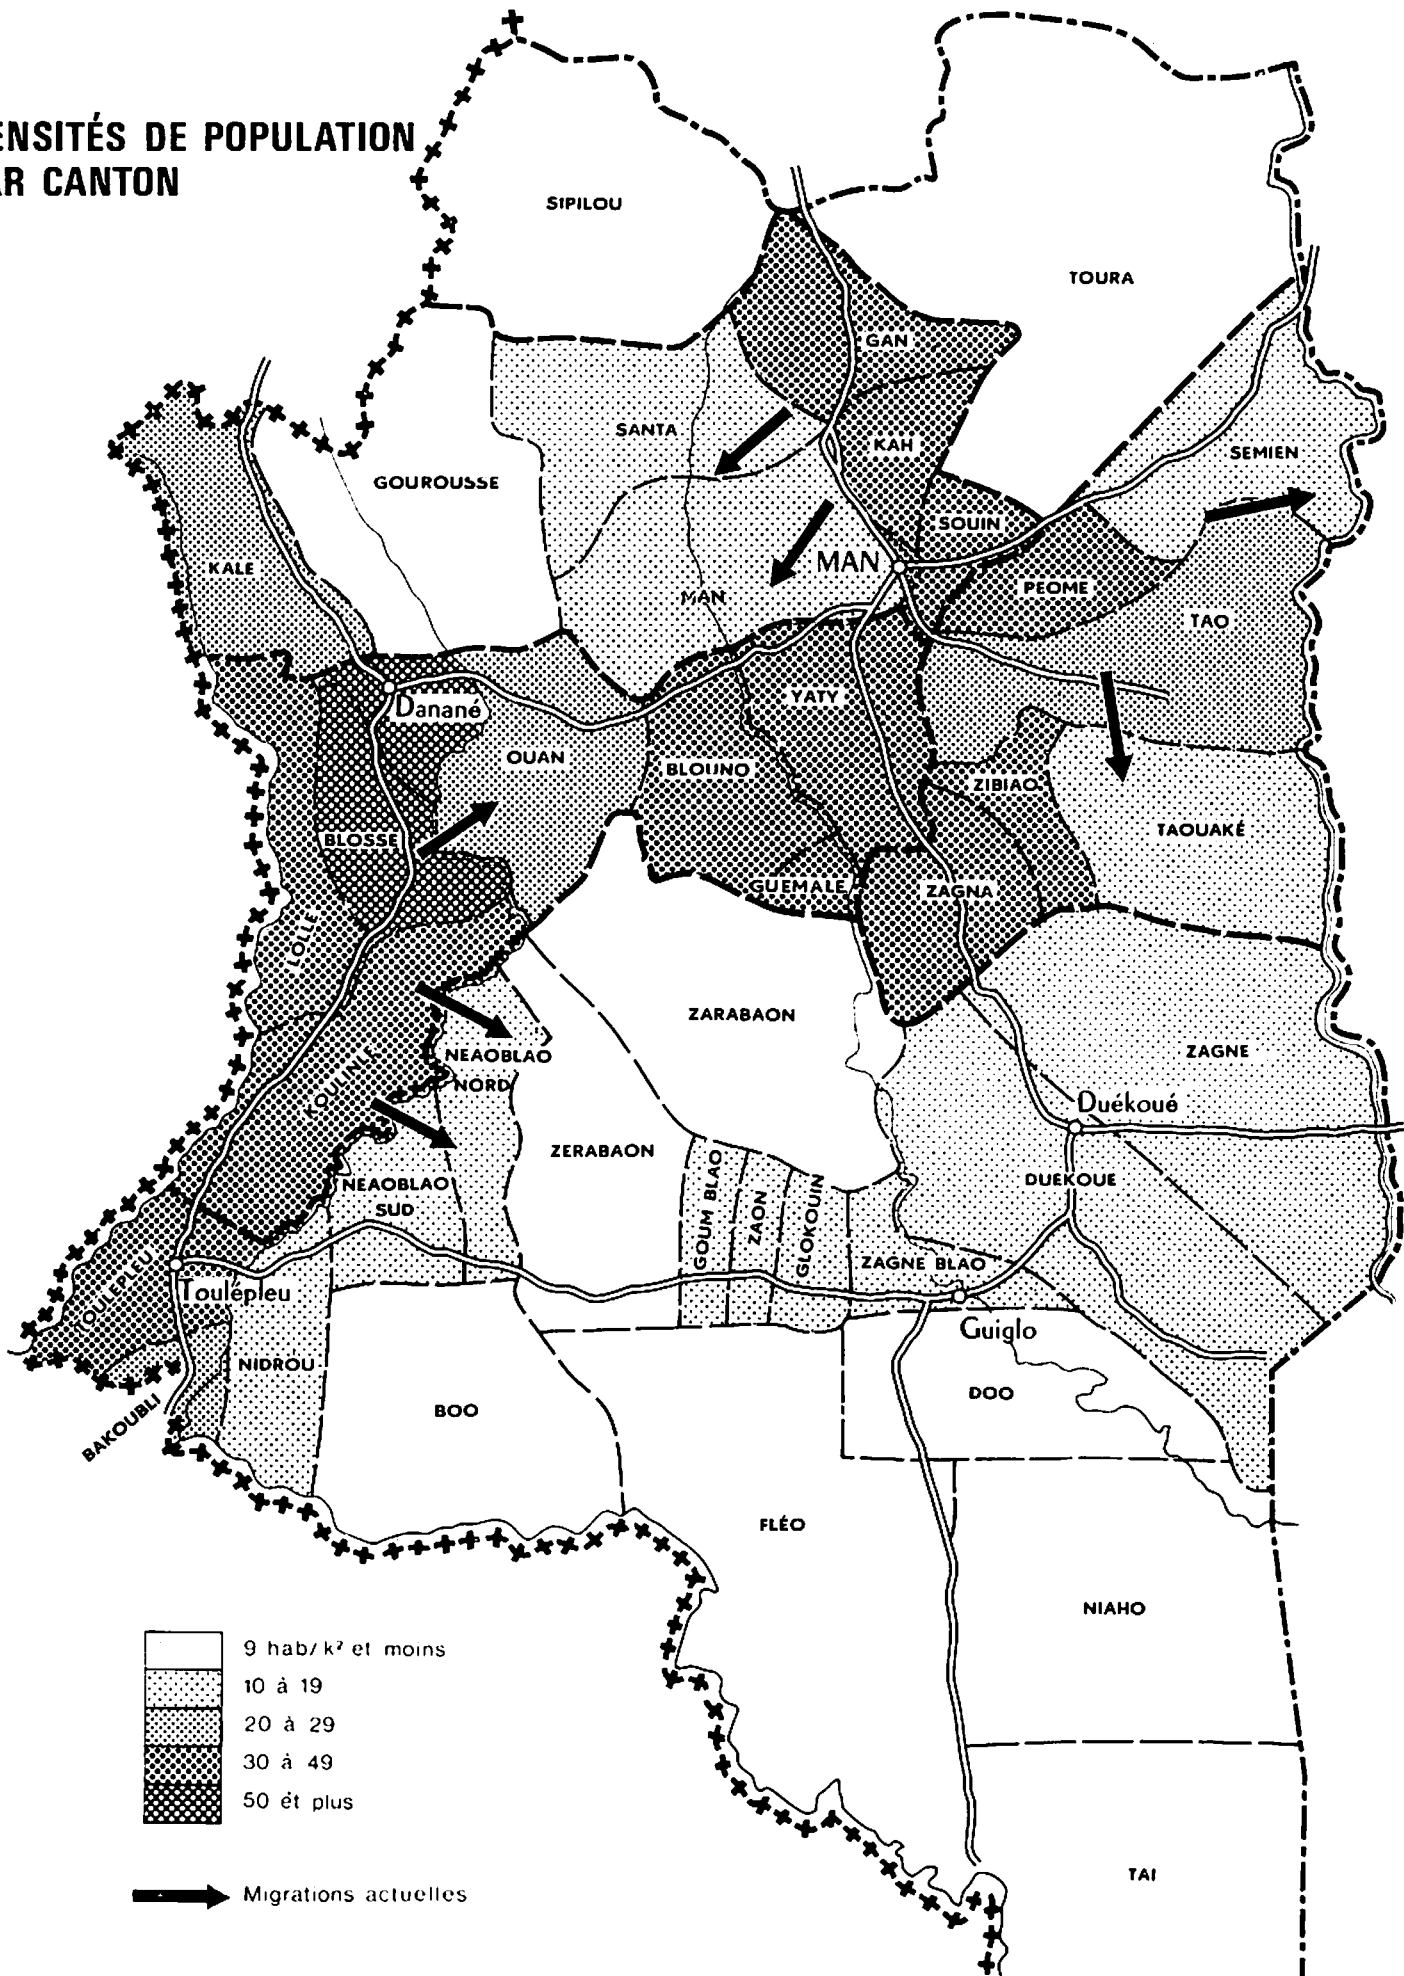 ENSITÉS DE POPULATION
AR CANTON
SIPILOU
TOURA
GAN
SANTA
KAH
SEMIEN
GOUROUSSE
SOUIN
MAN
KALE
PEOME
MAN
TAO
Danané
YATY
OUAN
BLOUNO
ZIBIAO
TAOUAKÉ
BLOSSE
GUEMALE
ZAGNA
LOLLE
ZARABAON
NEAOBLAO
NORD
ZAGNE
KOULINLE
Duékoué
ZERABAON
NEAOBLAO
SUD
GOUM BLAO
ZAON
GLOKOUIN
DUEKOUE
ZAGNE BLAO
TOULEPLEU
Toulépleu
Guiglo
NIDROU
DOO
BAKOUBLI
BOO
FLÉO
NIAHO
TAI
9 hab/k² et moins
10 à 19
20 à 29
30 à 49
50 ét plus
Migrations actuelles